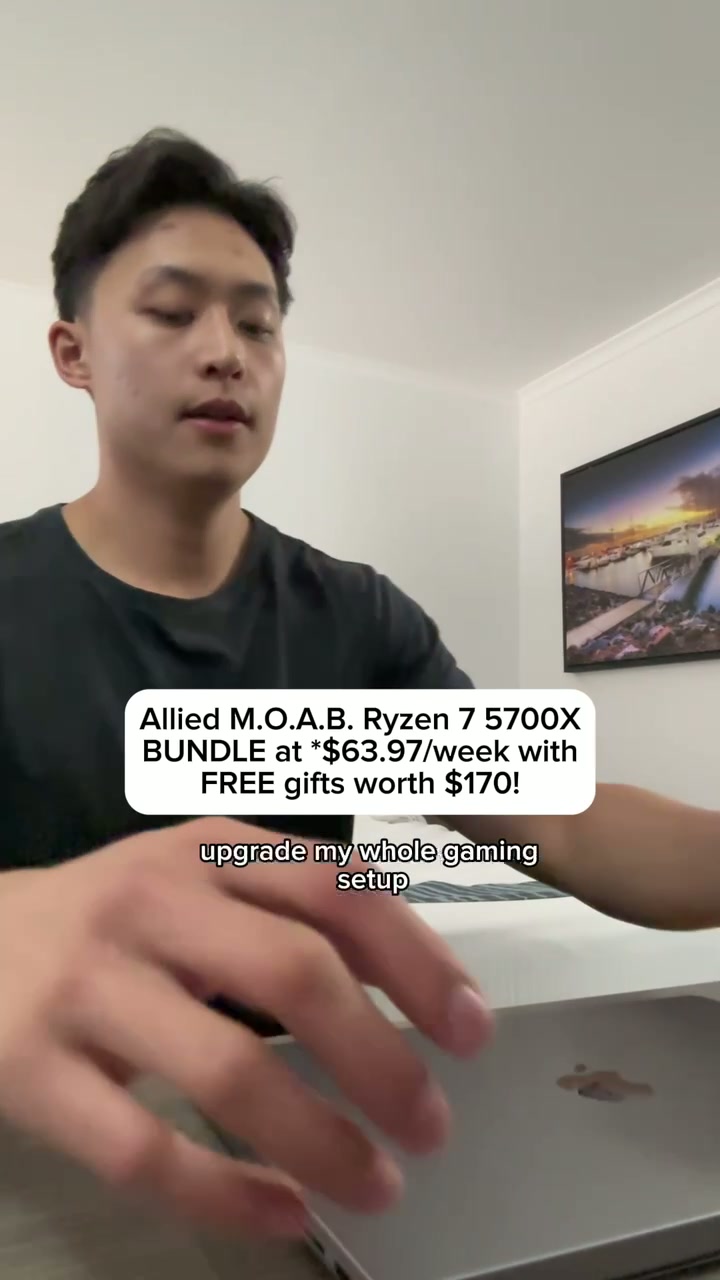 Allied M.O.A.B. Ryzen 7 5700X
BUNDLE at *$63.97/week with
FREE gifts worth $170!
upgrade my whole gaming
setup